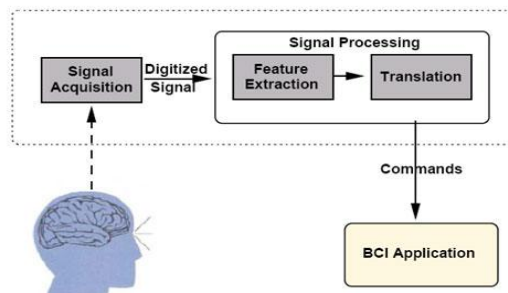 Signal Processing
Signal
Acquisition
Digitized
Signal
Feature
Extraction
Translation
Commands
BCI Application